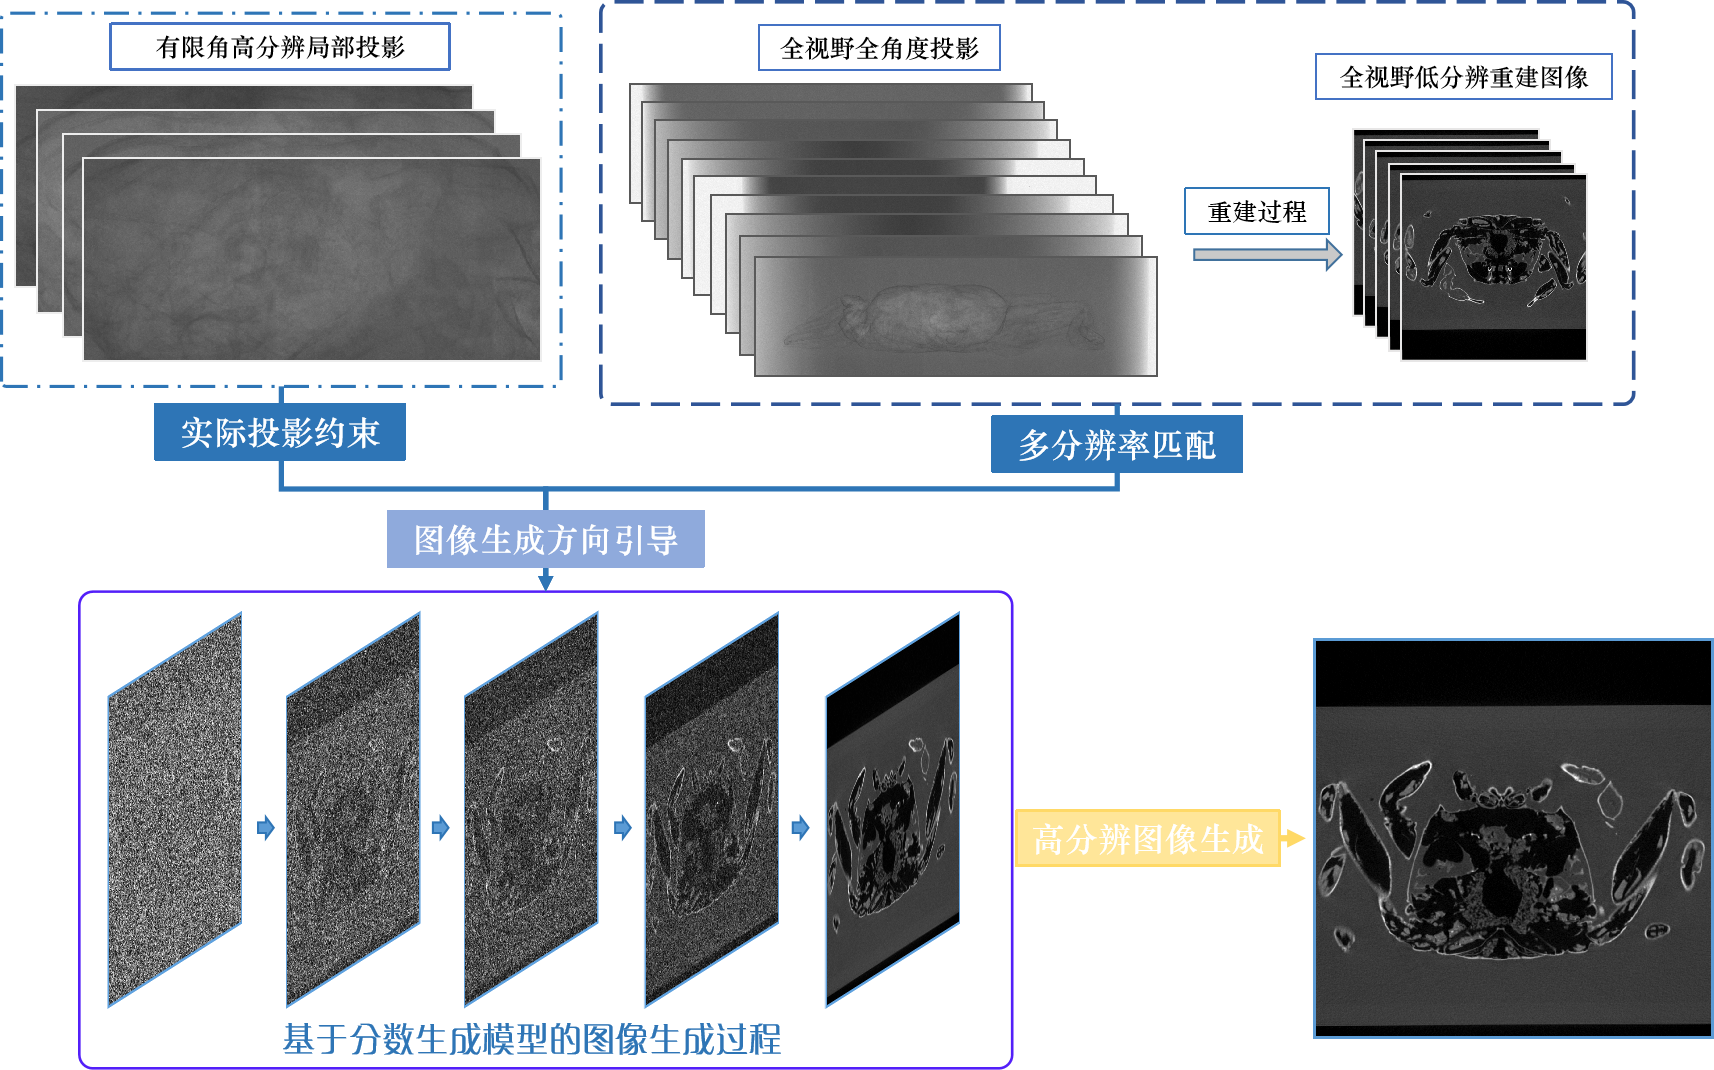 有限角高分辨局部投影
全视野全角度投影
全视野低分辨重建图像
重建过程
实际投影约束
多分辨率匹配
图像生成方向引导
高分辨图像生成
基于分数生成模型的图像生成过程